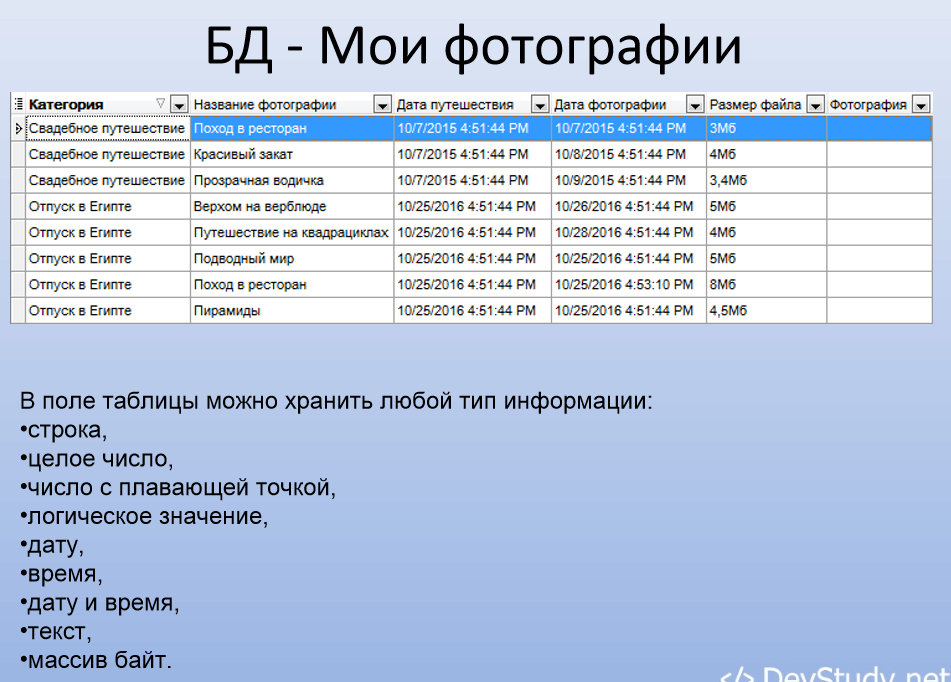 БД - Мои фотографии
Категория Название фотографии Дата путешествия Дата фотографии Размер файла Фотография
Свадебное путешествие Поход в ресторан 10/7/2015 4:51:44 PM 10/7/2015 4:51:44 PM 3Мб
Свадебное путешествие Красивый закат 10/7/2015 4:51:44 PM 10/8/2015 4:51:44 PM 4Мб
Свадебное путешествие Прозрачная водичка 10/7/2015 4:51:44 PM 10/9/2015 4:51:44 PM 3,4Мб
Отпуск в Египте Верхом на верблюде 10/25/2016 4:51:44 PM 10/26/2016 4:51:44 PM 5Мб
Отпуск в Египте Путешествие на квадрациклах 10/25/2016 4:51:44 PM 10/28/2016 4:51:44 PM 4Мб
Отпуск в Египте Подводный мир 10/25/2016 4:51:44 PM 10/25/2016 4:51:44 PM 5Мб
Отпуск в Египте Поход в ресторан 10/25/2016 4:51:44 PM 10/25/2016 4:53:10 PM 8Мб
Отпуск в Египте Пирамиды 10/25/2016 4:51:44 PM 10/25/2016 4:51:44 PM 4,5Мб
В поле таблицы можно хранить любой тип информации:
•строка,
•целое число,
•число с плавающей точкой,
•логическое значение,
•дату,
•время,
•дату и время,
•текст,
•массив байт.
</> DevStudy.net